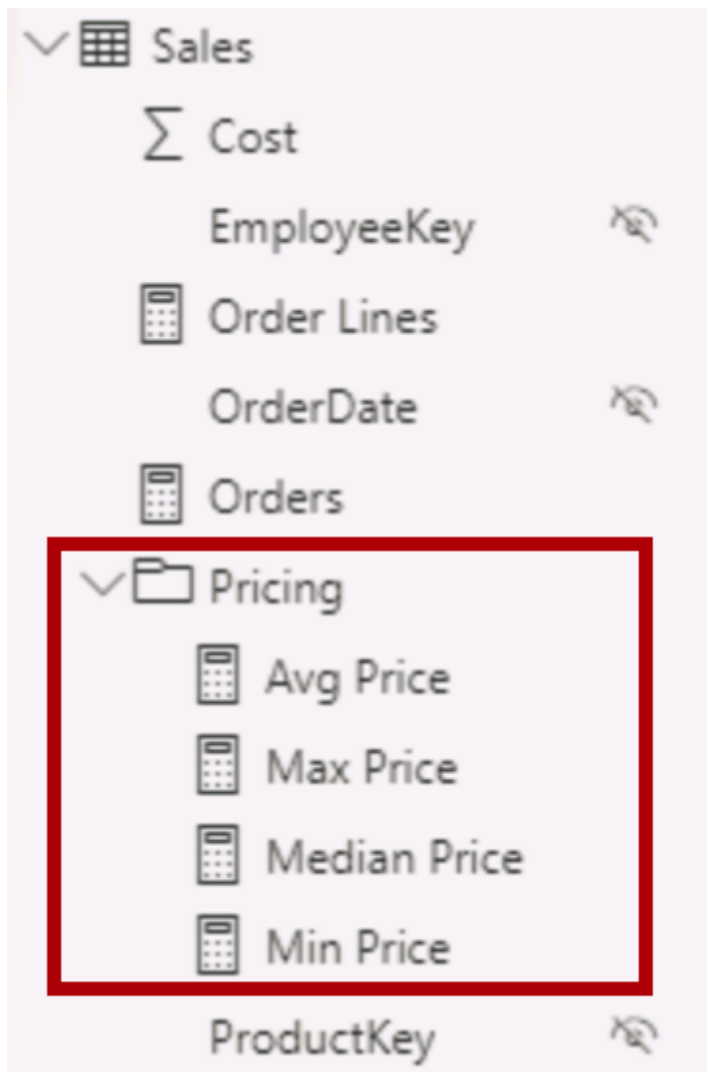 Sales
Cost
EmployeeKey
Order Lines
OrderDate
Orders
Pricing
Avg Price
Max Price
Median Price
Min Price
ProductKey